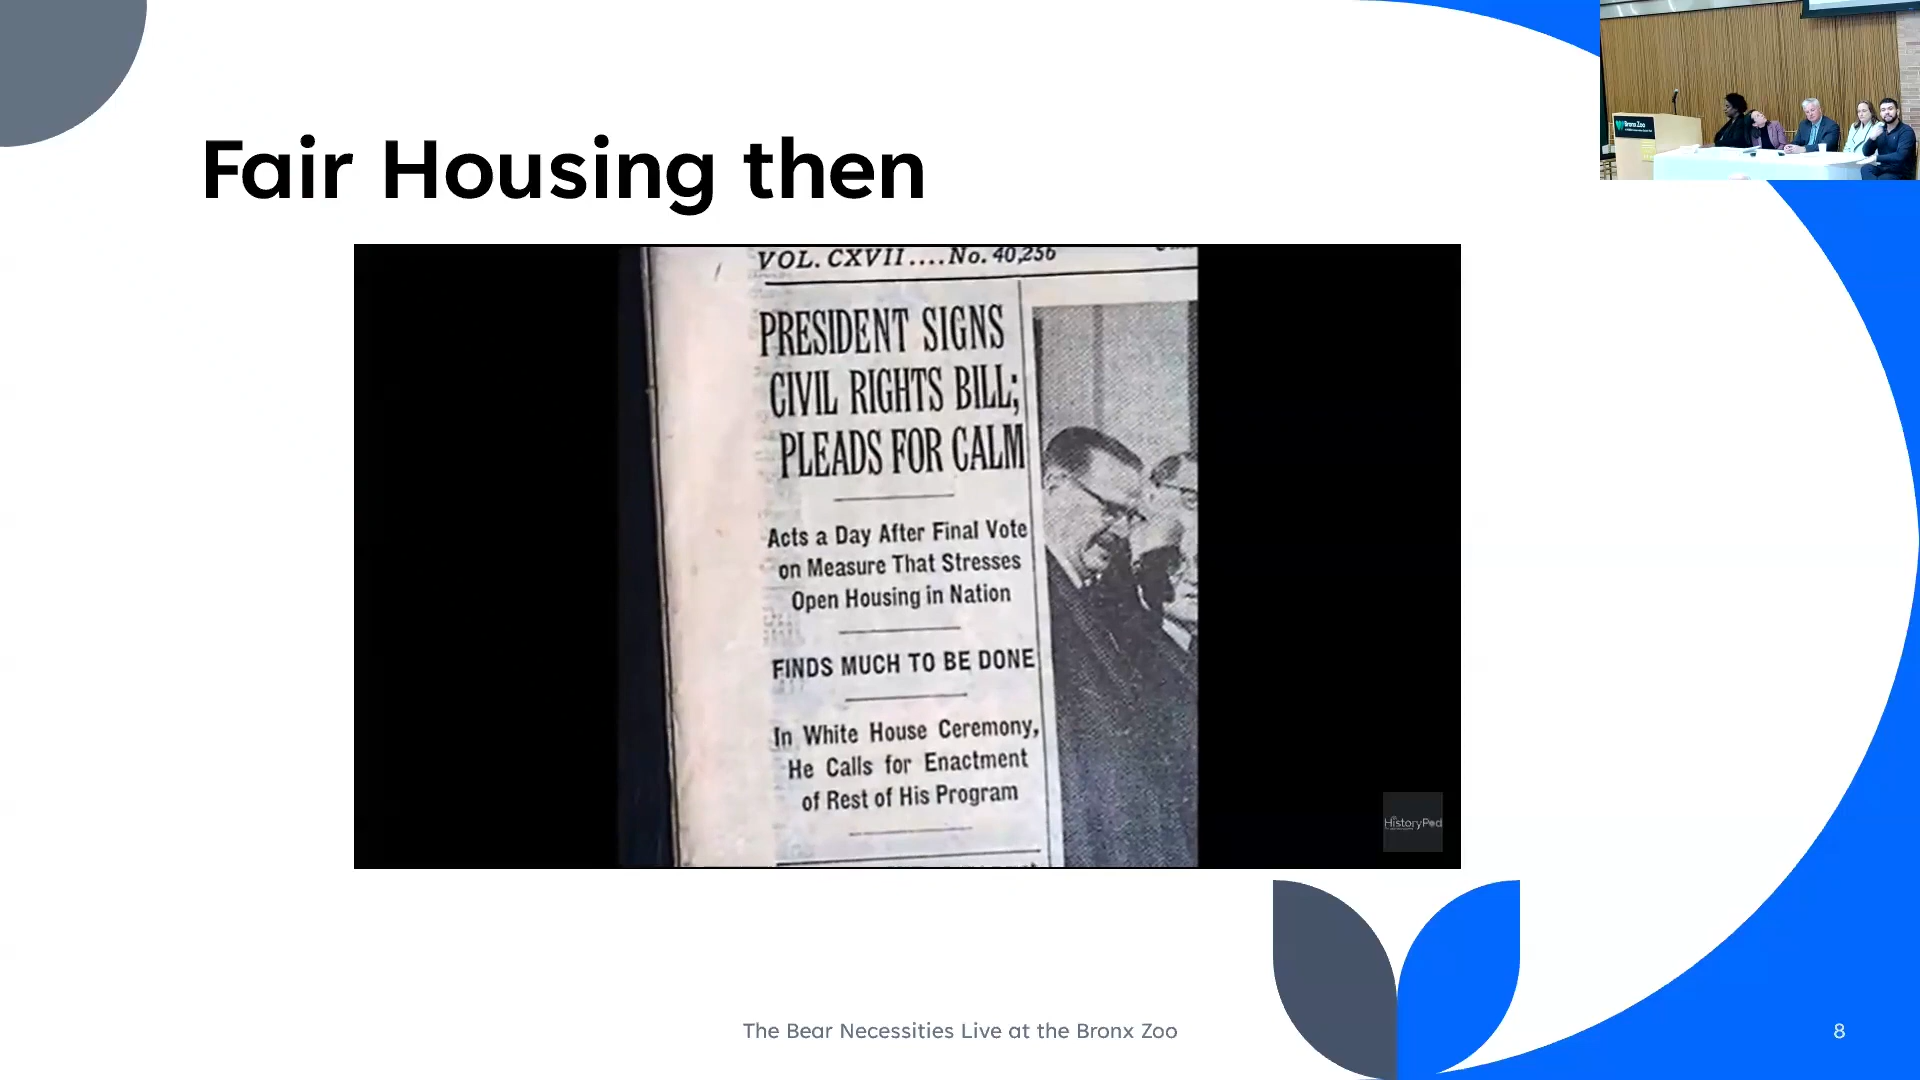 Fair Housing then
VOL. CXVII....No. 40,256
PRESIDENT SIGNS
CIVIL RIGHTS BILL;
PLEADS FOR CALM
Acts a Day After Final Vote
on Measure That Stresses
Open Housing in Nation
FINDS MUCH TO BE DONE
In White House Ceremony,
He Calls for Enactment
of Rest of His Program
HistoryPod
Bronx Zoo
The Bear Necessities Live at the Bronx Zoo
8